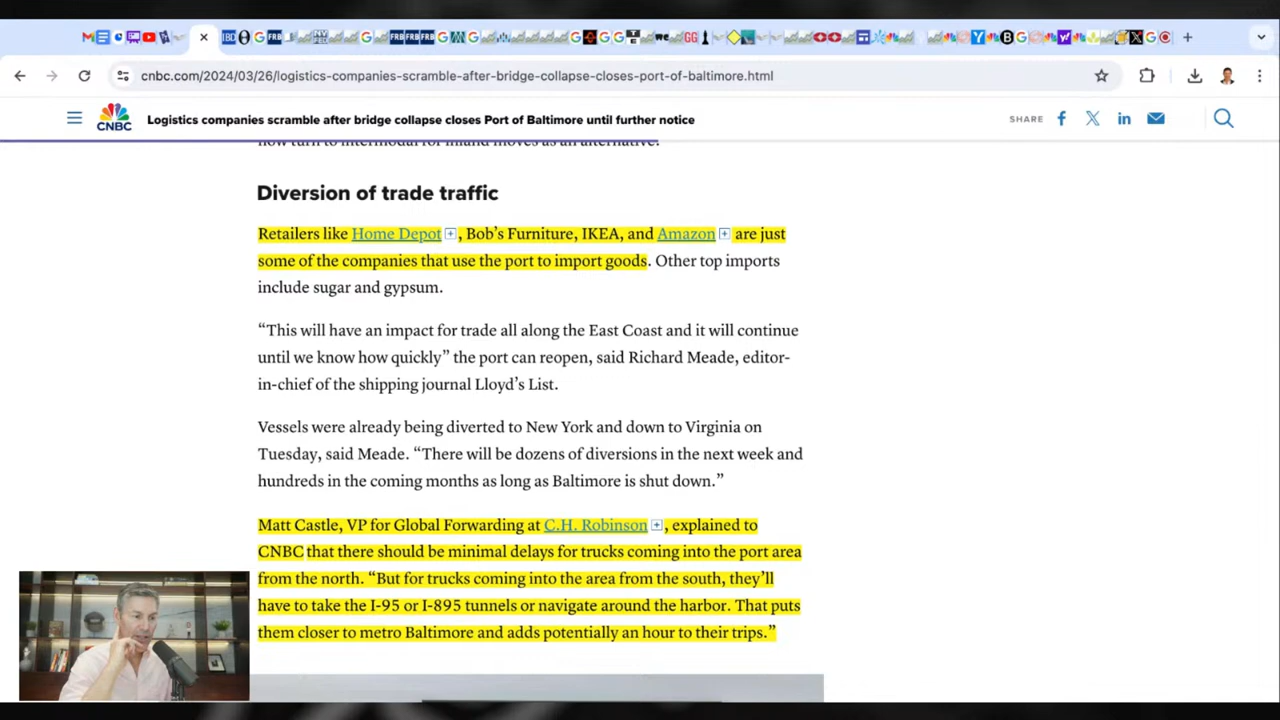 cnbc.com/2024/03/26/logistics-companies-scramble-after-bridge-collapse-closes-port-of-baltimore.html
CNBC
Logistics companies scramble after bridge collapse closes Port of Baltimore until further notice
SHARE
now turn to intermodal for inland moves as an alternative.
Diversion of trade traffic
Retailers like Home Depot, Bob’s Furniture, IKEA, and Amazon are just
some of the companies that use the port to import goods. Other top imports
include sugar and gypsum.
“This will have an impact for trade all along the East Coast and it will continue
until we know how quickly” the port can reopen, said Richard Meade, editor-
in-chief of the shipping journal Lloyd’s List.
Vessels were already being diverted to New York and down to Virginia on
Tuesday, said Meade. “There will be dozens of diversions in the next week and
hundreds in the coming months as long as Baltimore is shut down.”
Matt Castle, VP for Global Forwarding at C.H. Robinson, explained to
CNBC that there should be minimal delays for trucks coming into the port area
from the north. “But for trucks coming into the area from the south, they’ll
have to take the I-95 or I-895 tunnels or navigate around the harbor. That puts
them closer to metro Baltimore and adds potentially an hour to their trips.”